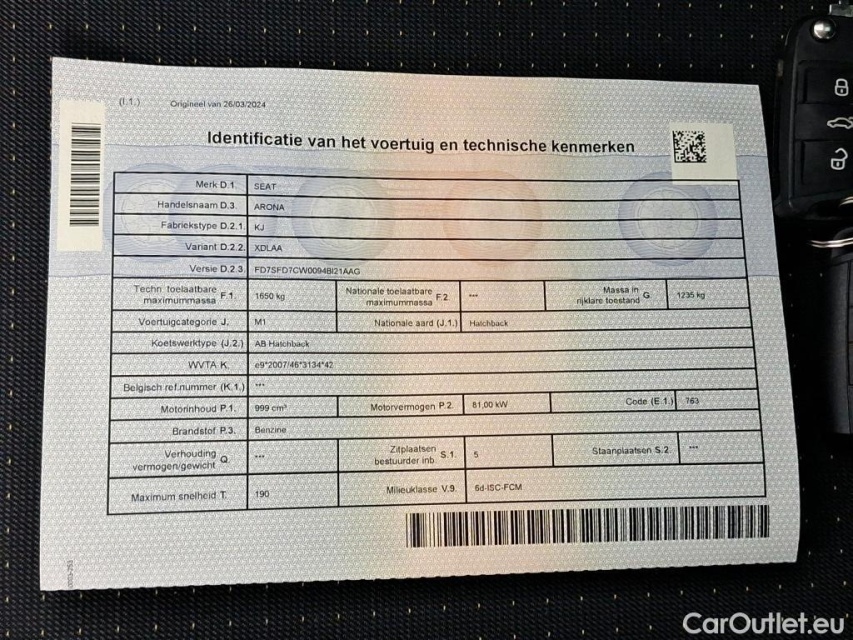 (I.1.) Origineel van 26/03/2024
Identificatie van het voertuig en technische kenmerken
Merk D.1. SEAT
Handelsnaam D.3. ARONA
Fabriekstype D.2.1. KJ
Variant D.2.2. XDLAA
Versie D.2.3. FD7SFD7CW0094BI21AAG
Techn. toelaatbare maximummassa F.1. 1650 kg Nationale toelaatbare maximummassa F.2. *** Massa in rijklare toestand G 1235 kg
Voertuigcategorie J. M1 Nationale aard (J.1.) Hatchback
Koetswerktype (J.2.) AB Hatchback
WVTA K. e9*2007/46*3134*42
Belgisch ref.nummer (K.1.) ***
Motorinhoud P.1. 999 cm³ Motorvermogen P.2. 81,00 kW Code (E.1.) 763
Brandstof P.3. Benzine
Verhouding vermogen/gewicht Q. *** Zitplaatsen bestuurder inb. S.1. 5 Staanplaatsen S.2. ***
Maximum snelheid T. 190 Milieuklasse V.9. 6d-ISC-FCM
CarOutlet.eu